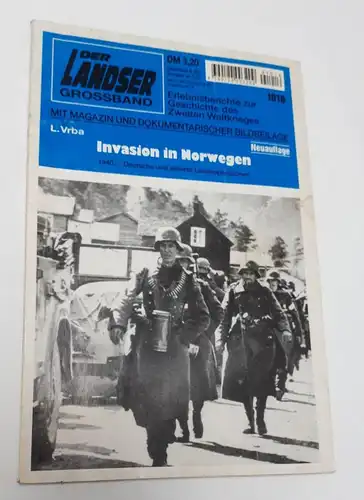 DER
LANDSER
GROSSBAND
DM 3,20
Erlebnisberichte zur
Geschichte des
Zweiten Weltkrieges
1018
MIT MAGAZIN UND DOKUMENTARISCHER BILDBEILAGE
L. Vrba
Neuauflage
Invasion in Norwegen